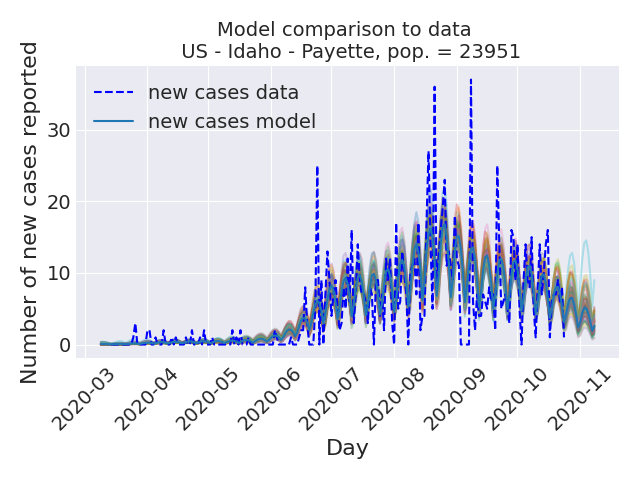 Model comparison to data
US - Idaho - Payette, pop. = 23951
new cases data
new cases model
Number of new cases reported
30
20
10
0
2020-03
2020-04
2020-05
2020-06
2020-07
2020-08
2020-09
2020-10
2020-11
Day